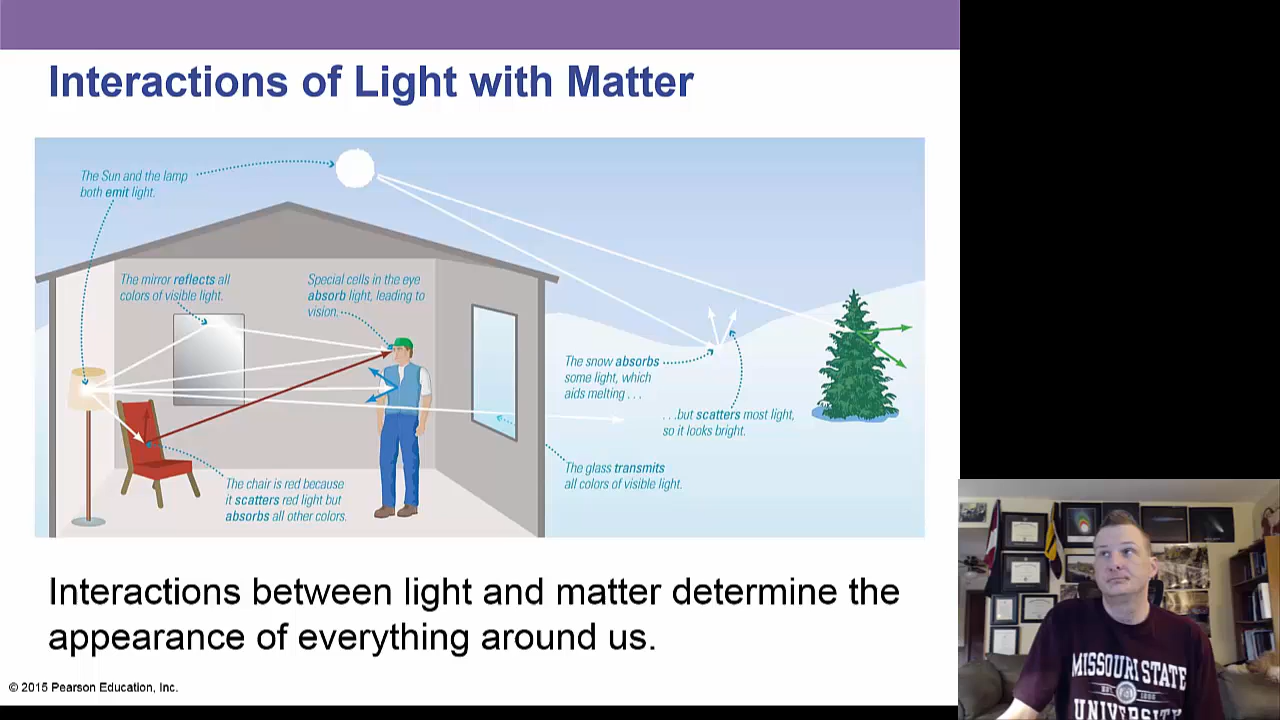 Interactions of Light with Matter
The Sun and the lamp
both emit light.
The mirror reflects all
colors of visible light.
Special cells in the eye
absorb light, leading to
vision.
The snow absorbs
some light, which
aids melting . . .
. . .but scatters most light,
so it looks bright.
The glass transmits
all colors of visible light.
The chair is red because
it scatters red light but
absorbs all other colors.
Interactions between light and matter determine the
appearance of everything around us.
© 2015 Pearson Education, Inc.
MISSOURI STATE
UNIVERSITY